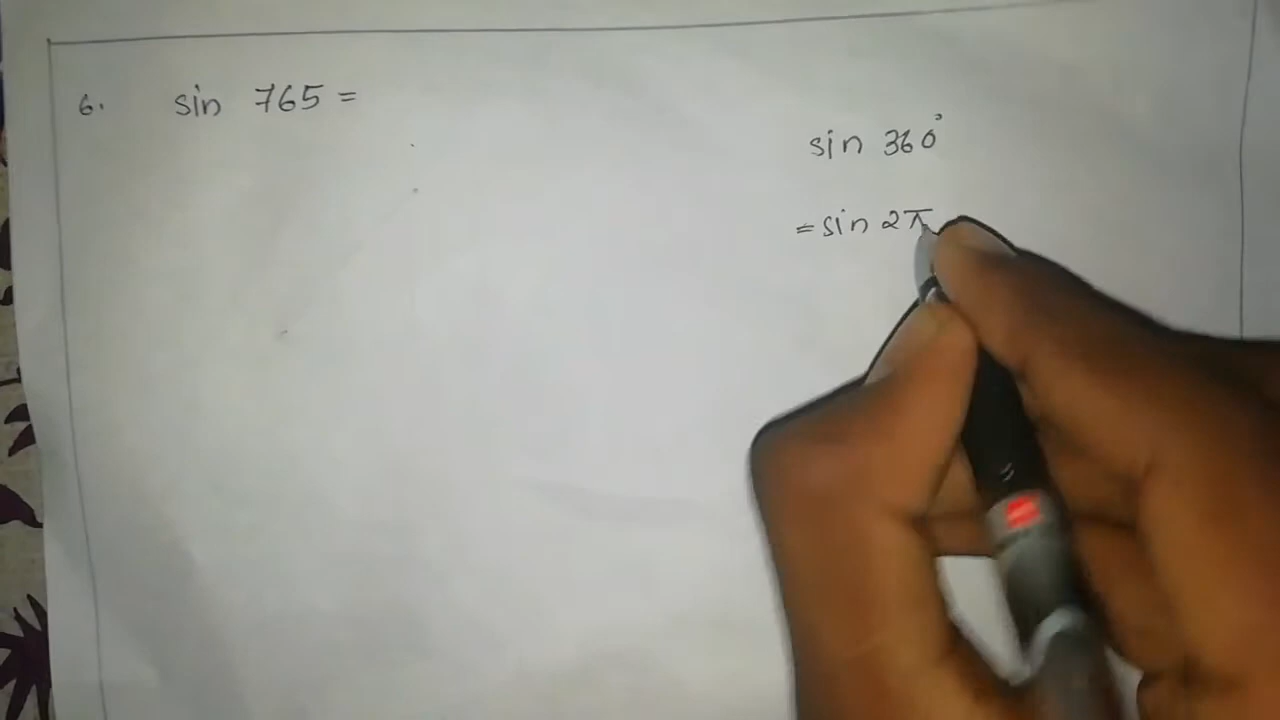 6. sin 765 =
sin 360°
= sin 2π